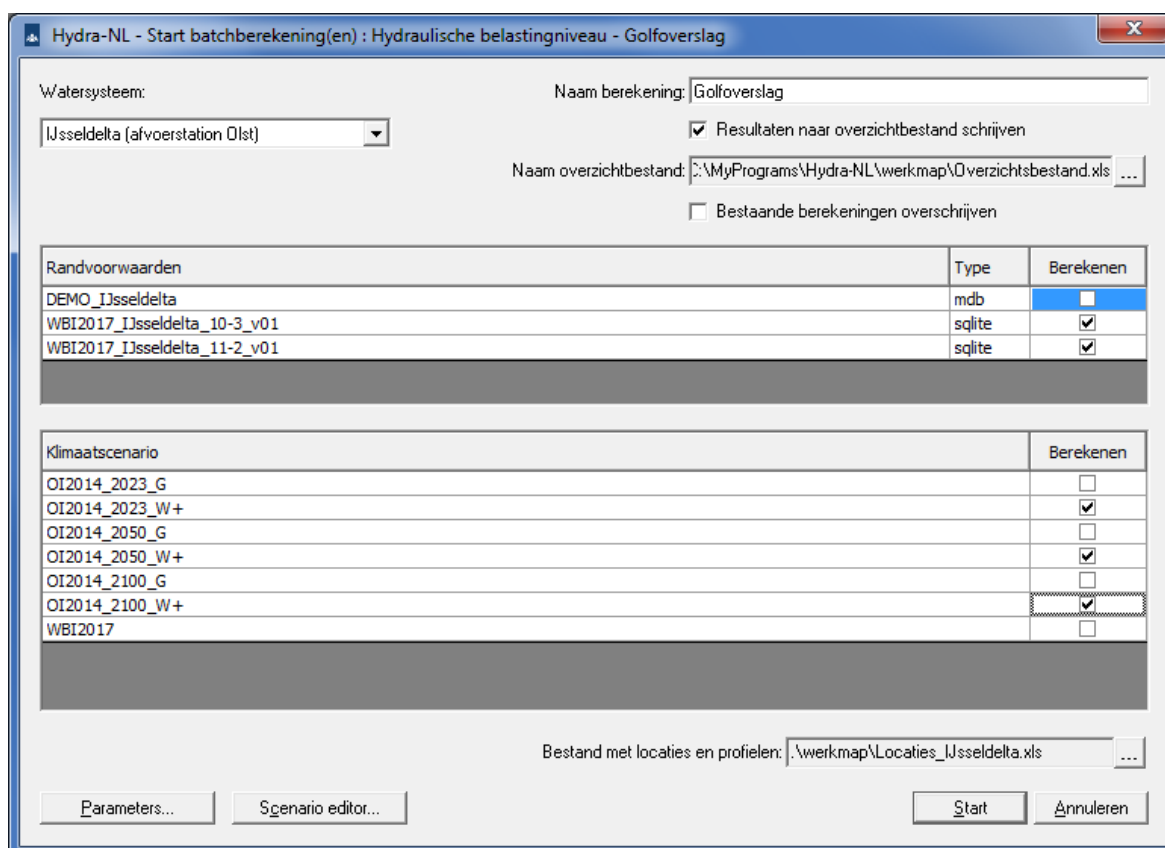 Hydra-NL - Start batchberekening(en) : Hydraulische belastingniveau - Golfoverslag
Watersysteem:
Naam berekening: Golfoverslag
IJsseldelta (afvoerstation Olst)
Resultaten naar overzichtbestand schrijven
Naam overzichtbestand: C:\MyPrograms\Hydra-NL\werkmap\Overzichtsbestand.xls ...
Bestaande berekeningen overschrijven
Randvoorwaarden Type Berekenen
DEMO_IJsseldelta mdb
WBI2017_IJsseldelta_10-3_v01 sqlite
WBI2017_IJsseldelta_11-2_v01 sqlite
Klimaatscenario Berekenen
OI2014_2023_G
OI2014_2023_W+
OI2014_2050_G
OI2014_2050_W+
OI2014_2100_G
OI2014_2100_W+
WBI2017
Bestand met locaties en profielen: .\werkmap\Locaties_IJsseldelta.xls ...
Parameters... Scenario editor... Start Annuleren